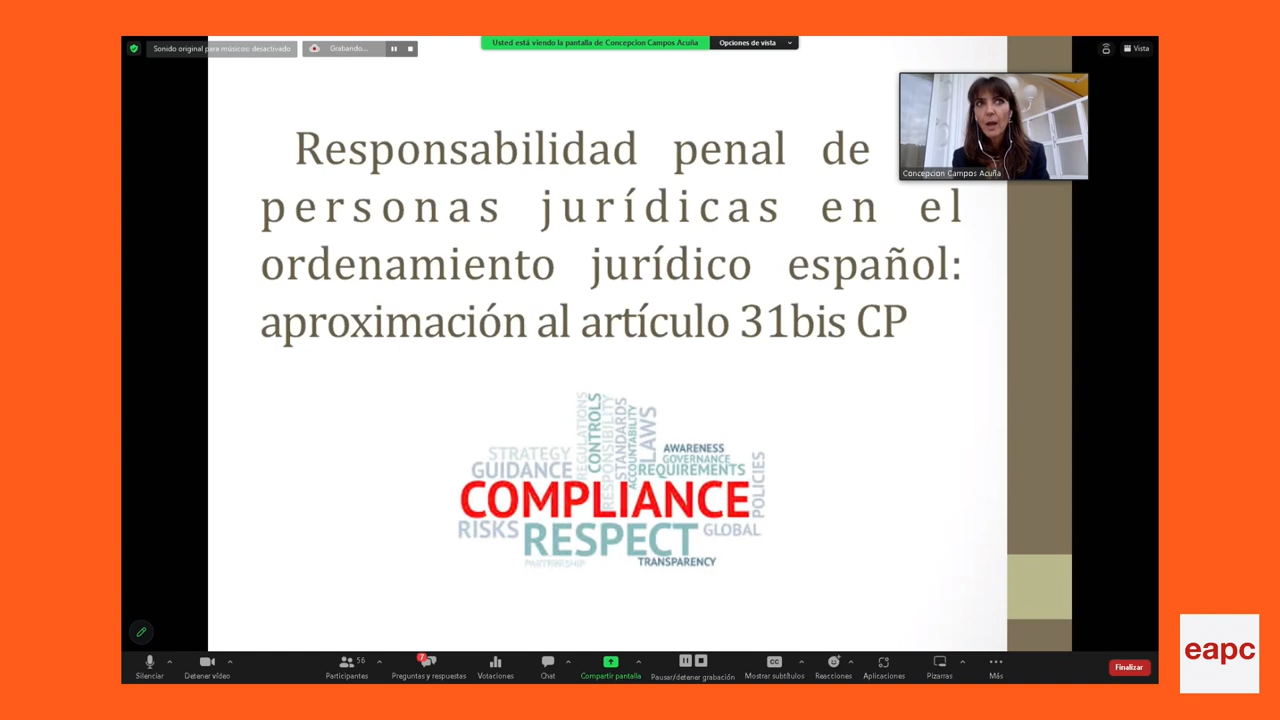 Sonido original para músicos: desactivado
Grabando...
Usted está viendo la pantalla de Concepcion Campos Acuña
Opciones de vista
Vista
Responsabilidad penal de
personas jurídicas en el
ordenamiento jurídico español:
aproximación al artículo 31bis CP
Concepcion Campos Acuña
REGULATIONS
CONTROLS
RESPONSIBILITY
STANDARDS
ACCOUNTABILITY
LAWS
STRATEGY
AWARENESS
GOVERNANCE
GUIDANCE
REQUIREMENTS
POLICIES
COMPLIANCE
RISKS
RESPECT
GLOBAL
PARTNERSHIP
TRANSPARENCY
Silenciar
Detener vídeo
56
Participantes
7
Preguntas y respuestas
Votaciones
Chat
Compartir pantalla
Pausar/detener grabación
CC
Mostrar subtítulos
Reacciones
Aplicaciones
Pizarras
Más
Finalizar
eapc